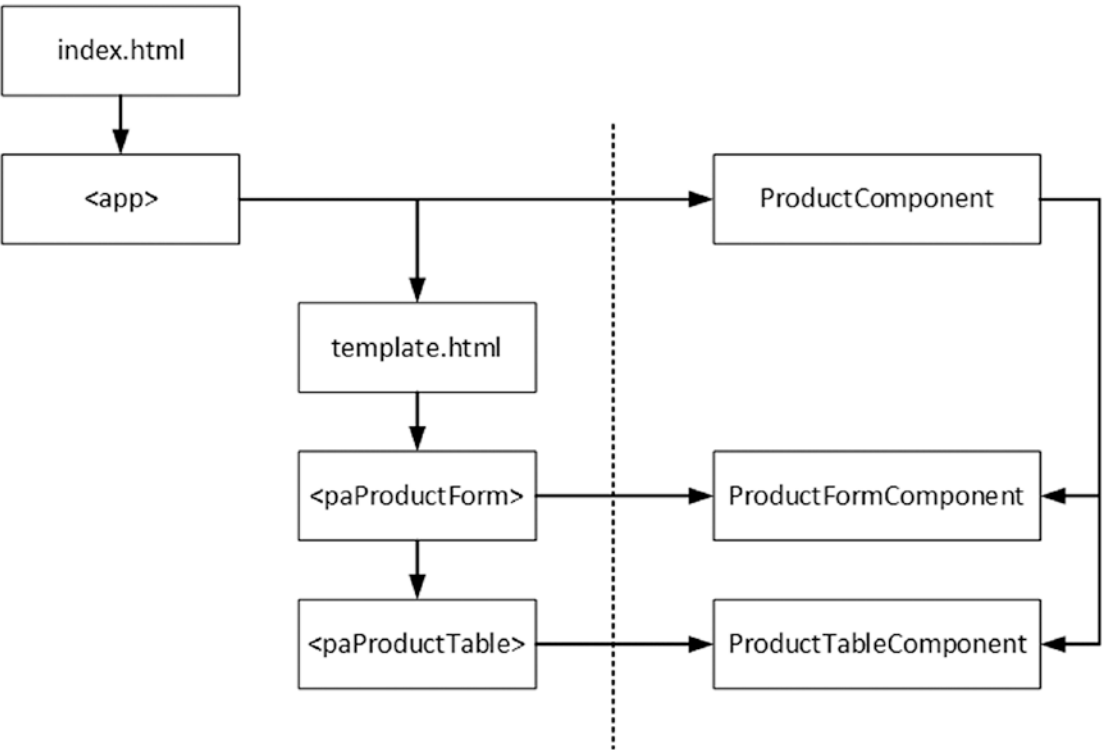 index.html
<app>
ProductComponent
template.html
<paProductForm>
ProductFormComponent
<paProductTable>
ProductTableComponent